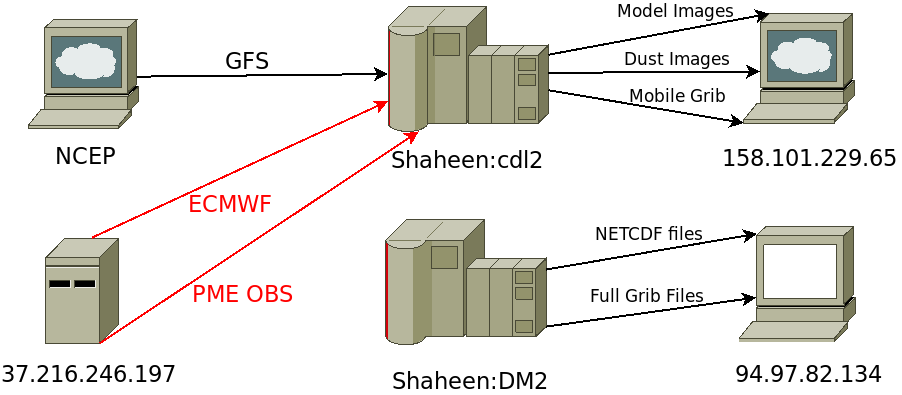 Model Images
GFS
Dust Images
Mobile Grib
NCEP
Shaheen:cdl2
158.101.229.65
ECMWF
NETCDF files
PME OBS
Full Grib Files
37.216.246.197
Shaheen:DM2
94.97.82.134